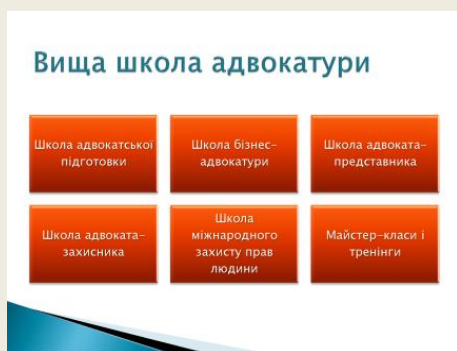 Вища школа адвокатури
Школа адвокатської
підготовки
Школа бізнес-
адвокатури
Школа адвоката-
представника
Школа адвоката-
захисника
Школа
міжнародного
захисту прав
людини
Майстер-класи і
тренінги